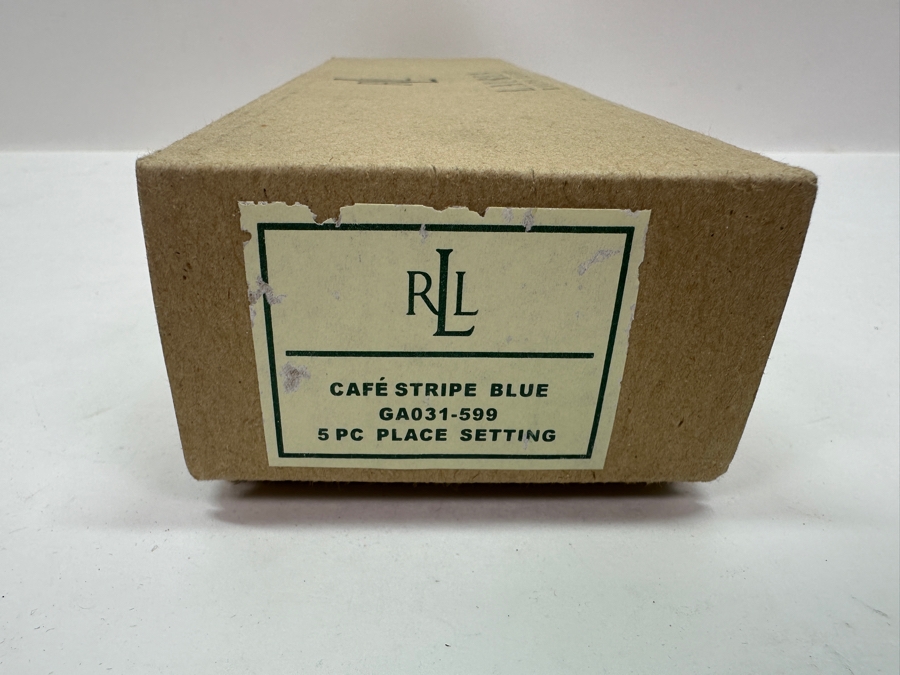 RLL
CAFÉ STRIPE BLUE
GA031-599
5 PC PLACE SETTING